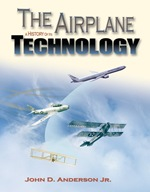 THE AIRPLANE
A HISTORY OF ITS
TECHNOLOGY
JOHN D. ANDERSON JR.